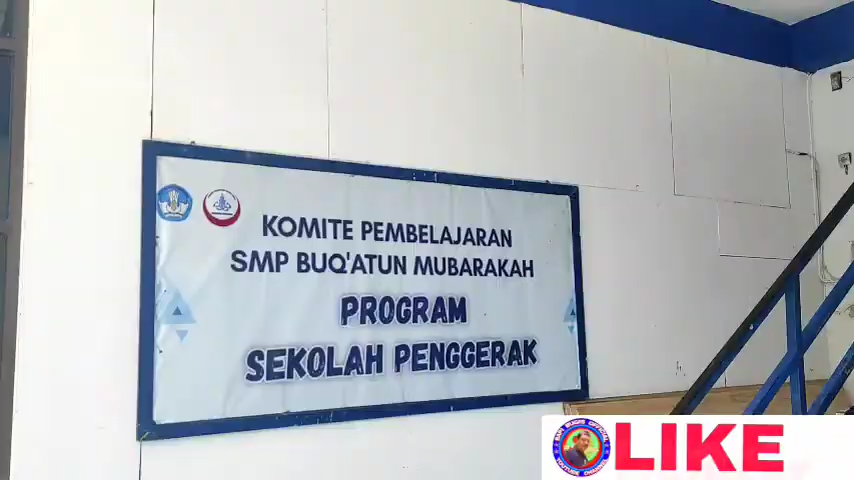 KOMITE PEMBELAJARAN
SMP BUQ'ATUN MUBARAKAH
PROGRAM
SEKOLAH PENGGERAK
LIKE